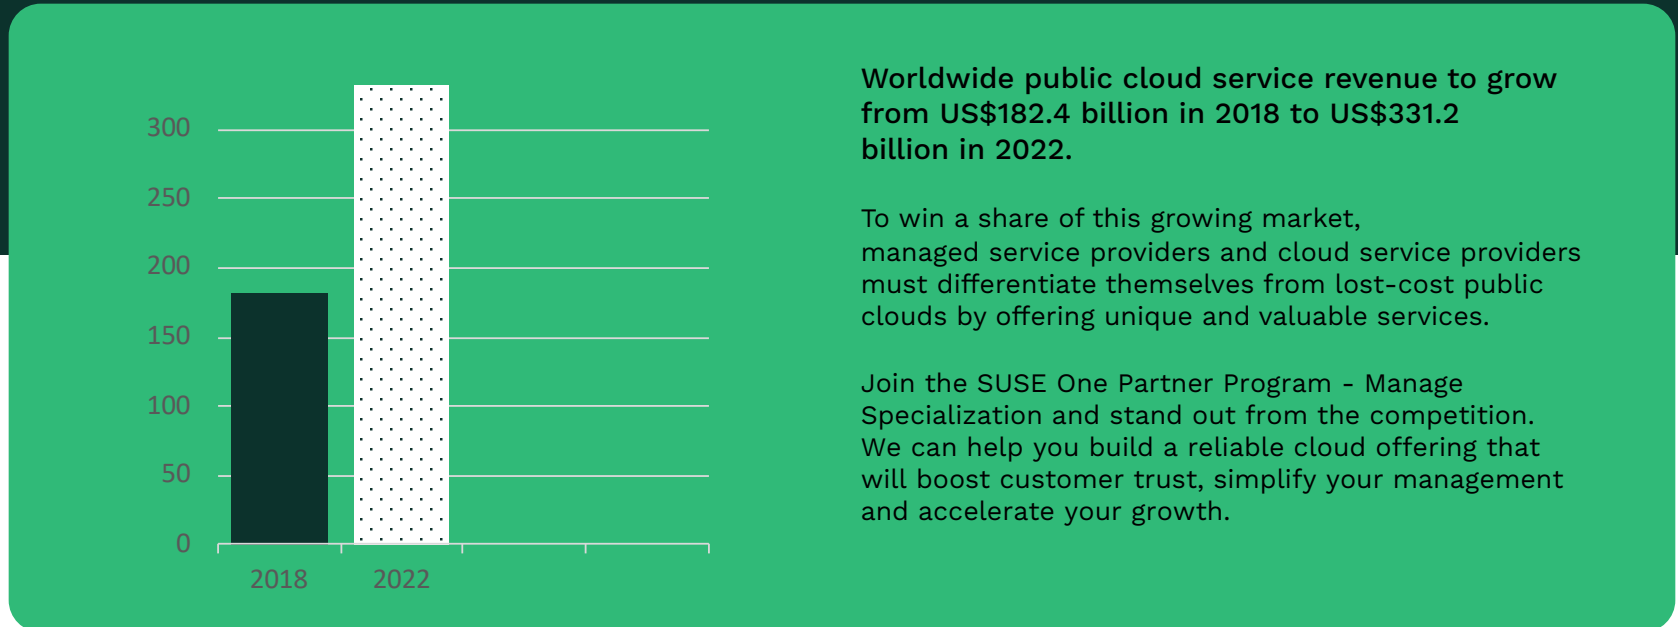 300
250
200
150
100
50
0
2018 2022
Worldwide public cloud service revenue to grow
from US$182.4 billion in 2018 to US$331.2
billion in 2022.
To win a share of this growing market,
managed service providers and cloud service providers
must differentiate themselves from lost-cost public
clouds by offering unique and valuable services.
Join the SUSE One Partner Program - Manage
Specialization and stand out from the competition.
We can help you build a reliable cloud offering that
will boost customer trust, simplify your management
and accelerate your growth.